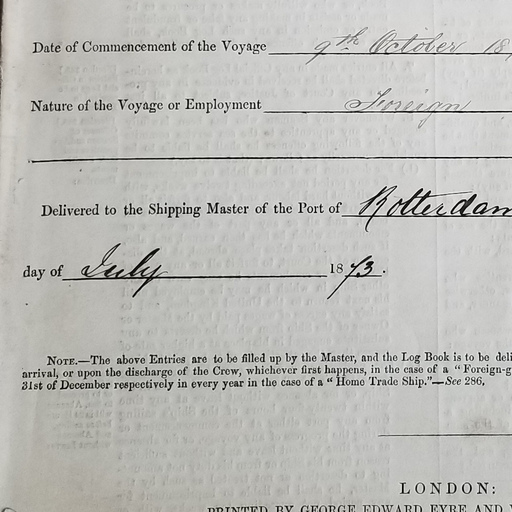 Date of Commencement of the Voyage 9th October 18
Nature of the Voyage or Employment Foreign
Delivered to the Shipping Master of the Port of Rotterdam
day of July 1873.
NOTE.—The above Entries are to be filled up by the Master, and the Log Book is to be deli
arrival, or upon the discharge of the Crew, whichever first happens, in the case of a "Foreign-g
31st of December respectively in every year in the case of a "Home Trade Ship."—See 286.
LONDON:
PRINTED BY GEORGE EDWARD EYRE AND